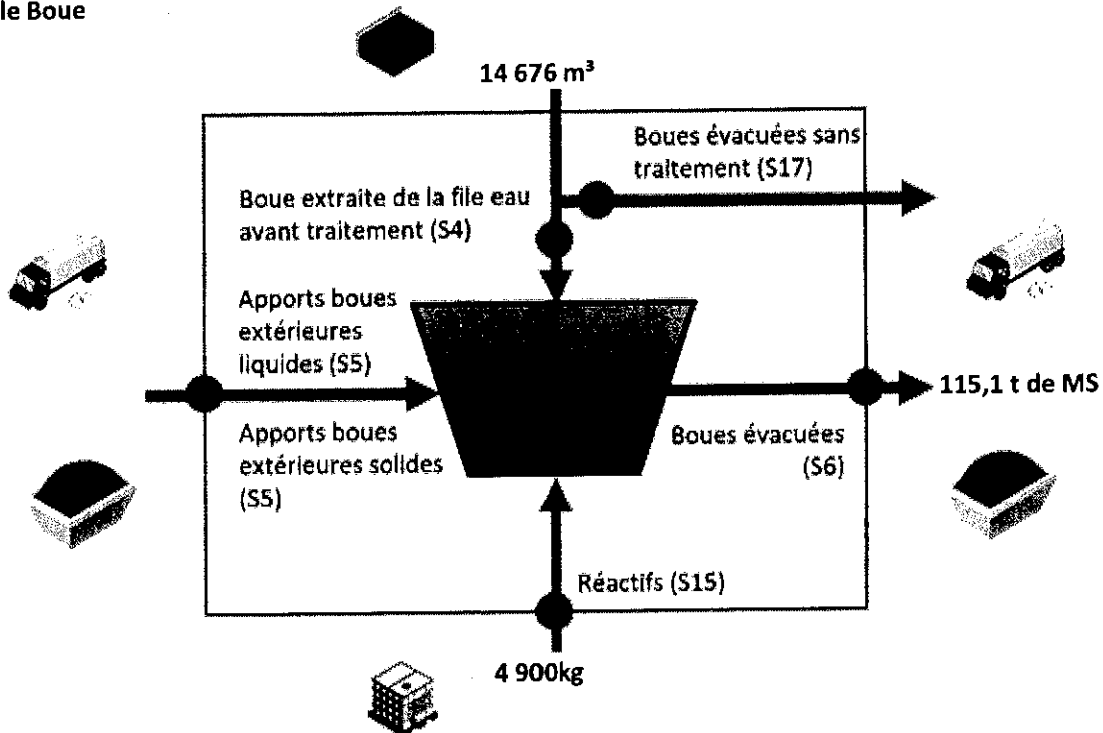 le Boue
14 676 m³
Boues évacuées sans
traitement (S17)
Boue extraite de la file eau
avant traitement (S4)
Apports boues
extérieures
liquides (S5)
115,1 t de MS
Apports boues
extérieures solides
(S5)
Boues évacuées
(S6)
Réactifs (S15)
4 900kg